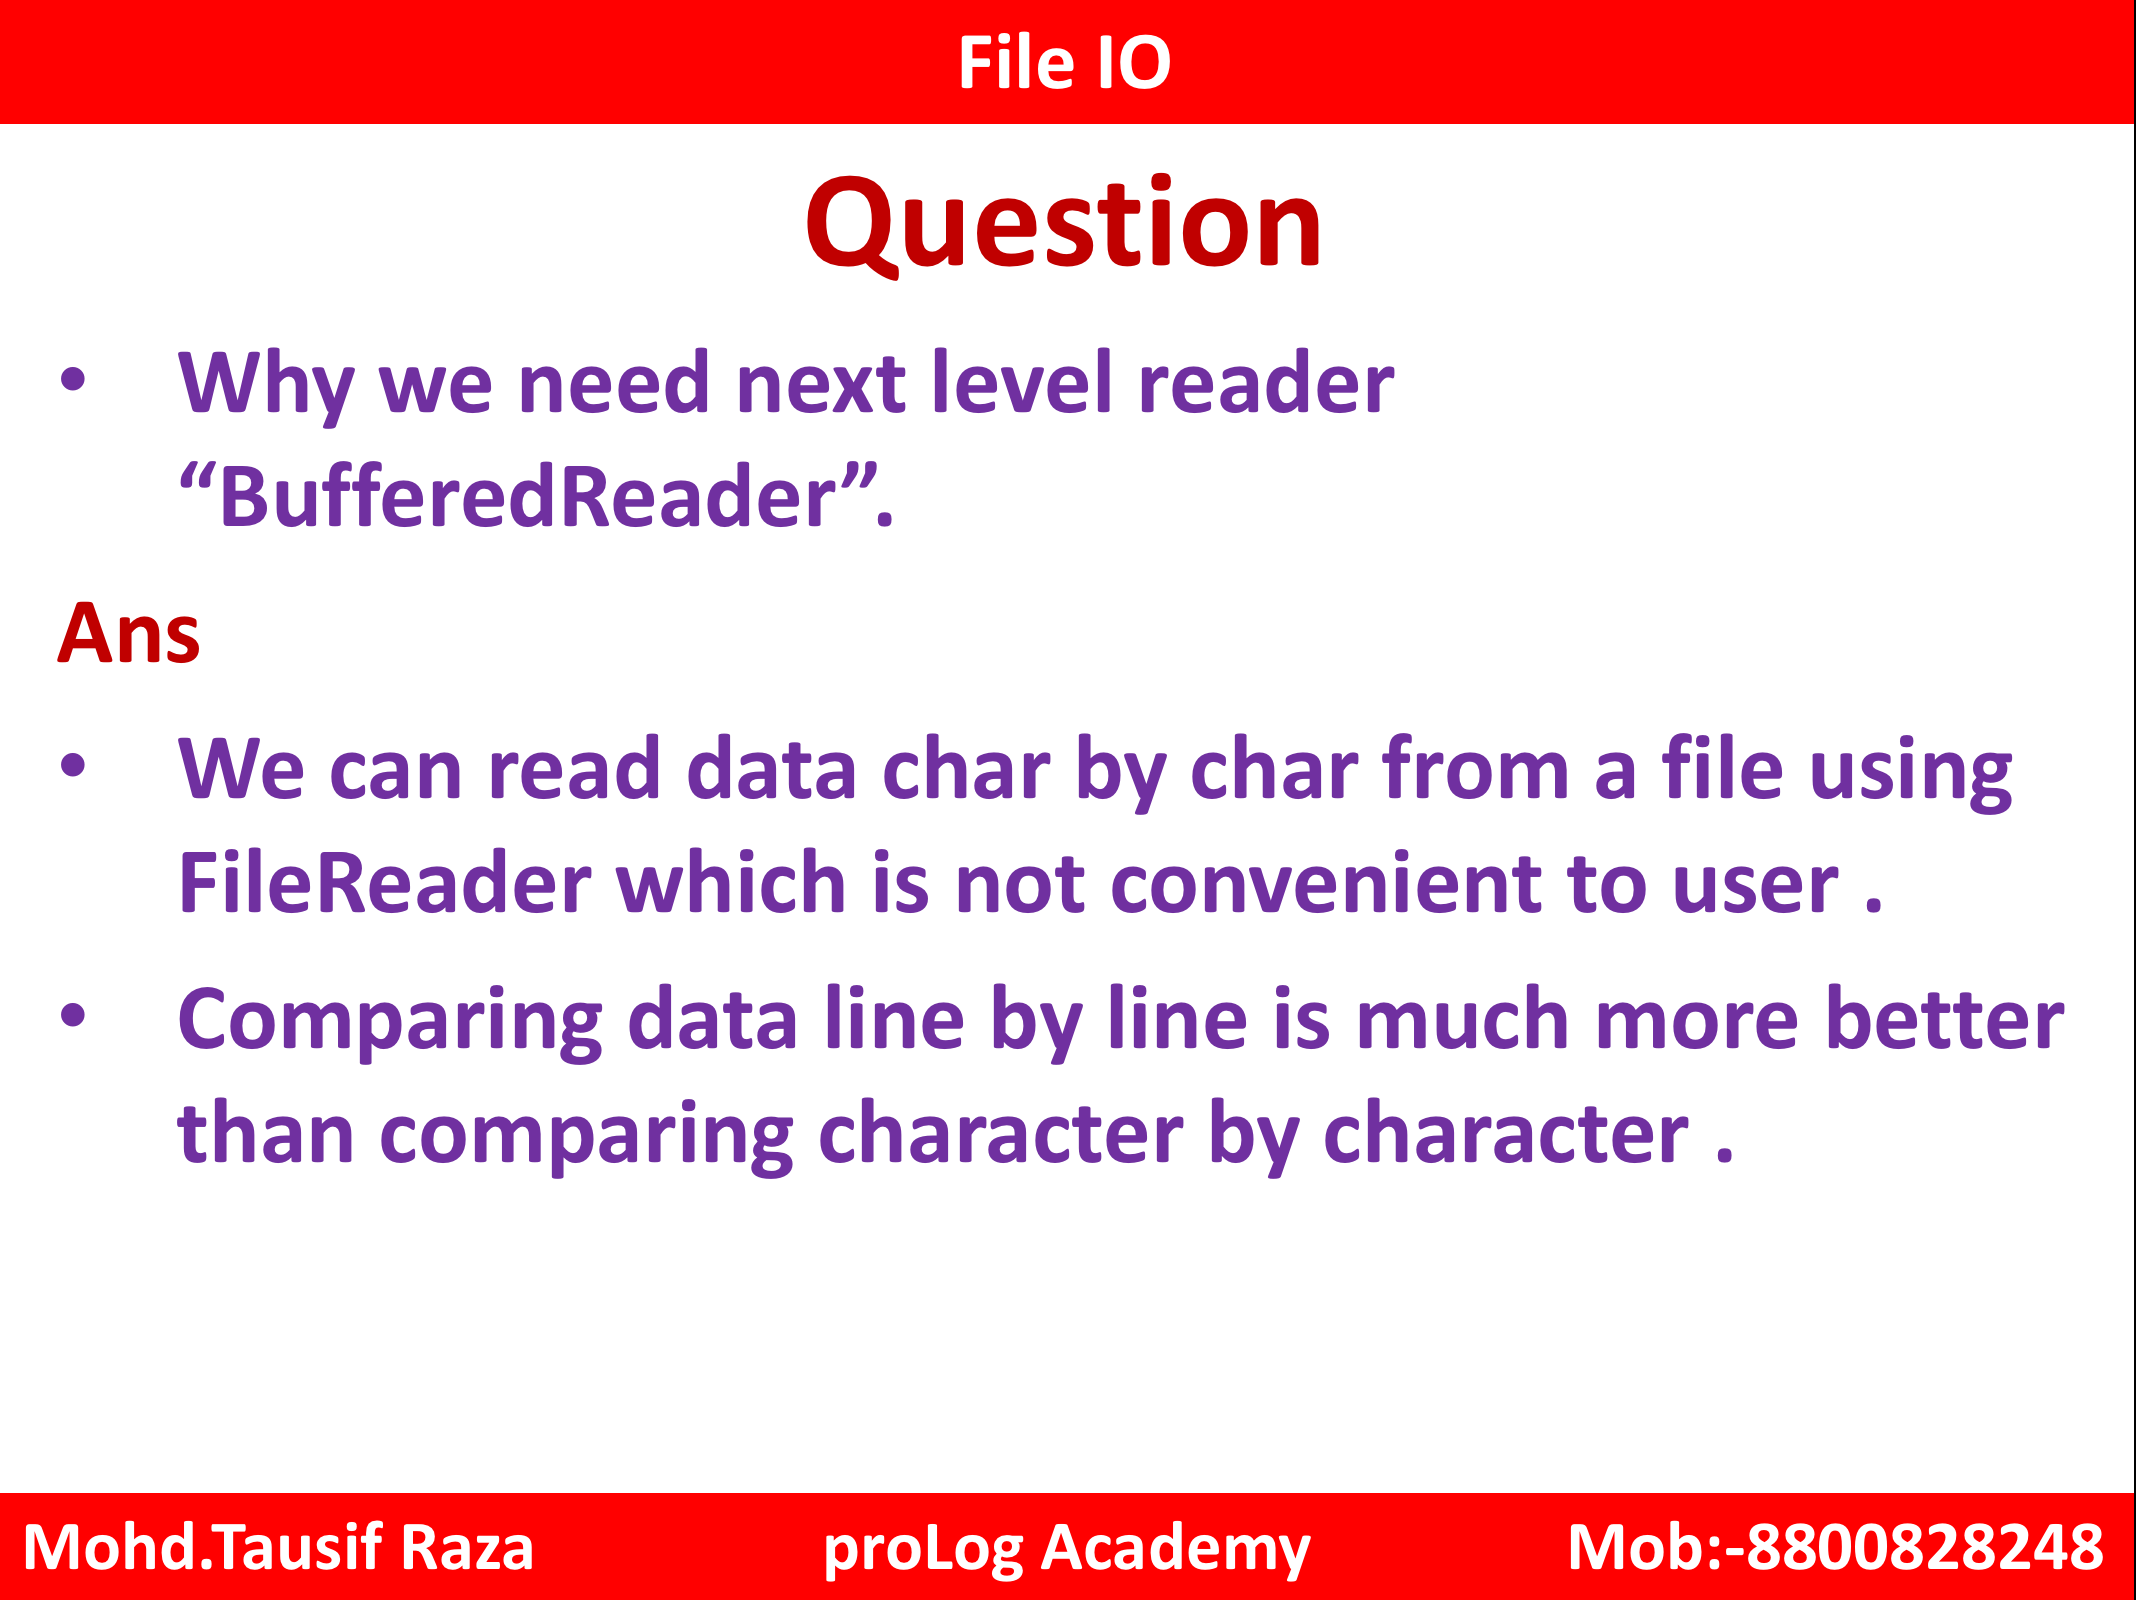 File IO
Question
• Why we need next level reader
“BufferedReader”.
Ans
• We can read data char by char from a file using
FileReader which is not convenient to user .
• Comparing data line by line is much more better
than comparing character by character .
Mohd.Tausif Raza proLog Academy Mob:-8800828248